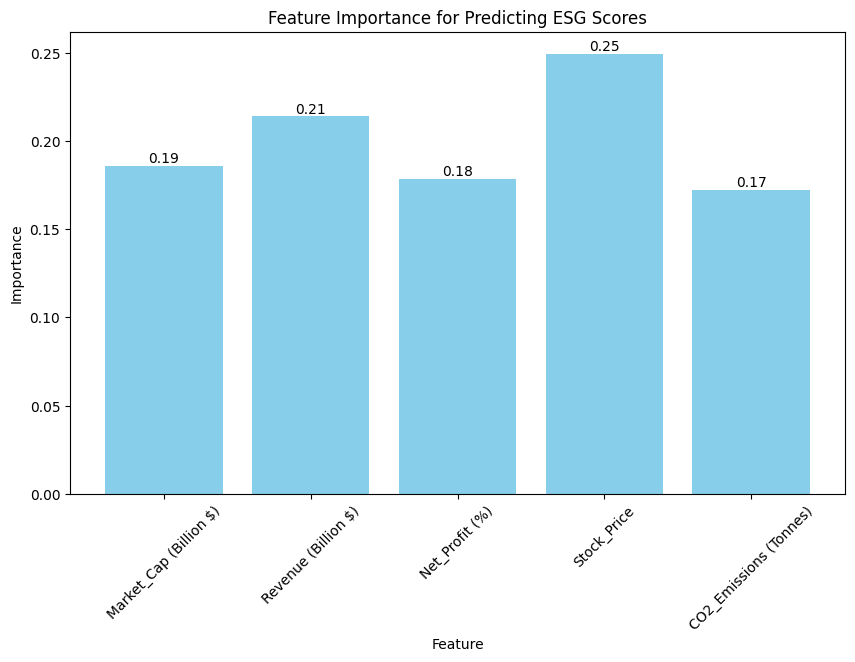 Feature Importance for Predicting ESG Scores
0.25
0.20
0.15
0.10
0.05
0.00
Importance
0.19
0.21
0.18
0.25
0.17
Market_Cap (Billion $)
Revenue (Billion $)
Net_Profit (%)
Stock_Price
CO2_Emissions (Tonnes)
Feature